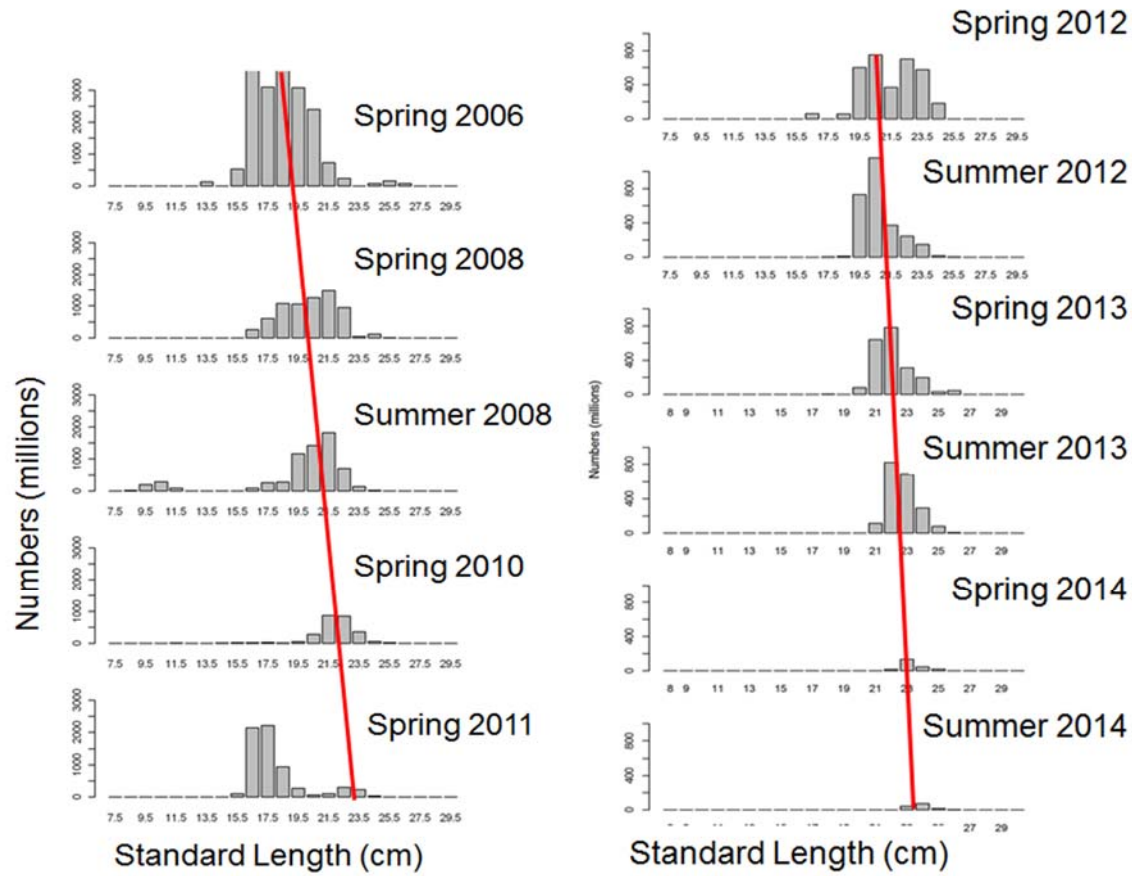 Spring 2006
0 1000 2000 3000
7.5 9.5 11.5 13.5 15.5 17.5 19.5 21.5 23.5 25.5 27.5 29.5
Spring 2008
0 1000 2000 3000
7.5 9.5 11.5 13.5 15.5 17.5 19.5 21.5 23.5 25.5 27.5 29.5
Summer 2008
0 1000 2000 3000
7.5 9.5 11.5 13.5 15.5 17.5 19.5 21.5 23.5 25.5 27.5 29.5
Spring 2010
0 1000 2000 3000
7.5 9.5 11.5 13.5 15.5 17.5 19.5 21.5 23.5 25.5 27.5 29.5
Spring 2011
0 1000 2000 3000
7.5 9.5 11.5 13.5 15.5 17.5 19.5 21.5 23.5 25.5 27.5 29.5
Numbers (millions)
Standard Length (cm)
Spring 2012
0 400 800
7.5 9.5 11.5 13.5 15.5 17.5 19.5 21.5 23.5 25.5 27.5 29.5
Summer 2012
0 400 800
7.5 9.5 11.5 13.5 15.5 17.5 19.5 21.5 23.5 25.5 27.5 29.5
Spring 2013
0 400 800
8 9 11 13 15 17 19 21 23 25 27 29
Summer 2013
0 400 800
8 9 11 13 15 17 19 21 23 25 27 29
Spring 2014
0 400 800
8 9 11 13 15 17 19 21 23 25 27 29
Summer 2014
0 400 800
8 9 11 13 15 17 19 21 25 27 29
Numbers (millions)
Standard Length (cm)